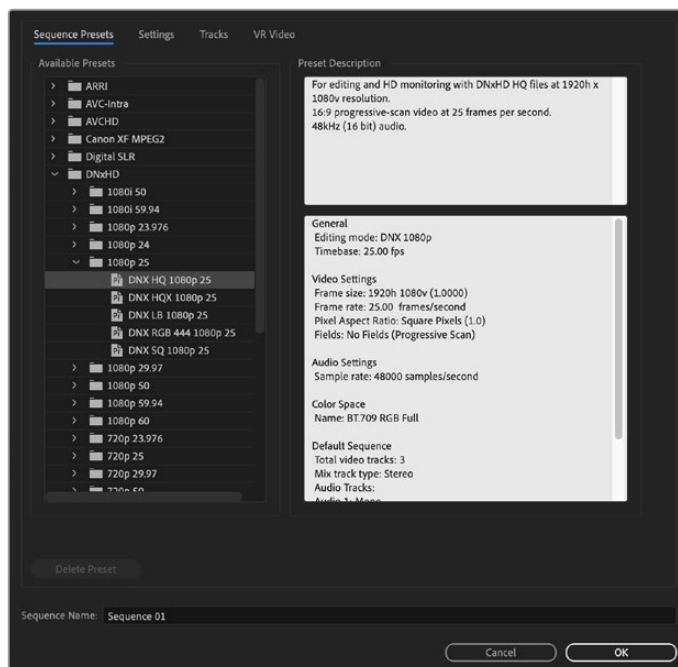 Sequence Presets Settings Tracks VR Video
Available Presets
ARRI
AVC-Intra
AVCHD
Canon XF MPEG2
Digital SLR
DNxHD
1080i 50
1080i 59.94
1080p 23.976
1080p 24
1080p 25
DNX HQ 1080p 25
DNX HQX 1080p 25
DNX LB 1080p 25
DNX RGB 444 1080p 25
DNX SQ 1080p 25
1080p 29.97
1080p 50
1080p 59.94
1080p 60
720p 23.976
720p 25
720p 29.97
720p 50
Preset Description
For editing and HD monitoring with DNxHD HQ files at 1920h x
1080v resolution.
16:9 progressive-scan video at 25 frames per second.
48kHz (16 bit) audio.
General
Editing mode: DNX 1080p
Timebase: 25.00 fps
Video Settings
Frame size: 1920h 1080v (1.0000)
Frame rate: 25.00 frames/second
Pixel Aspect Ratio: Square Pixels (1.0)
Fields: No Fields (Progressive Scan)
Audio Settings
Sample rate: 48000 samples/second
Color Space
Name: BT.709 RGB Full
Default Sequence
Total video tracks: 3
Mix track type: Stereo
Audio Tracks:
Audio 1: Mono
Delete Preset
Sequence Name: Sequence 01
Cancel OK